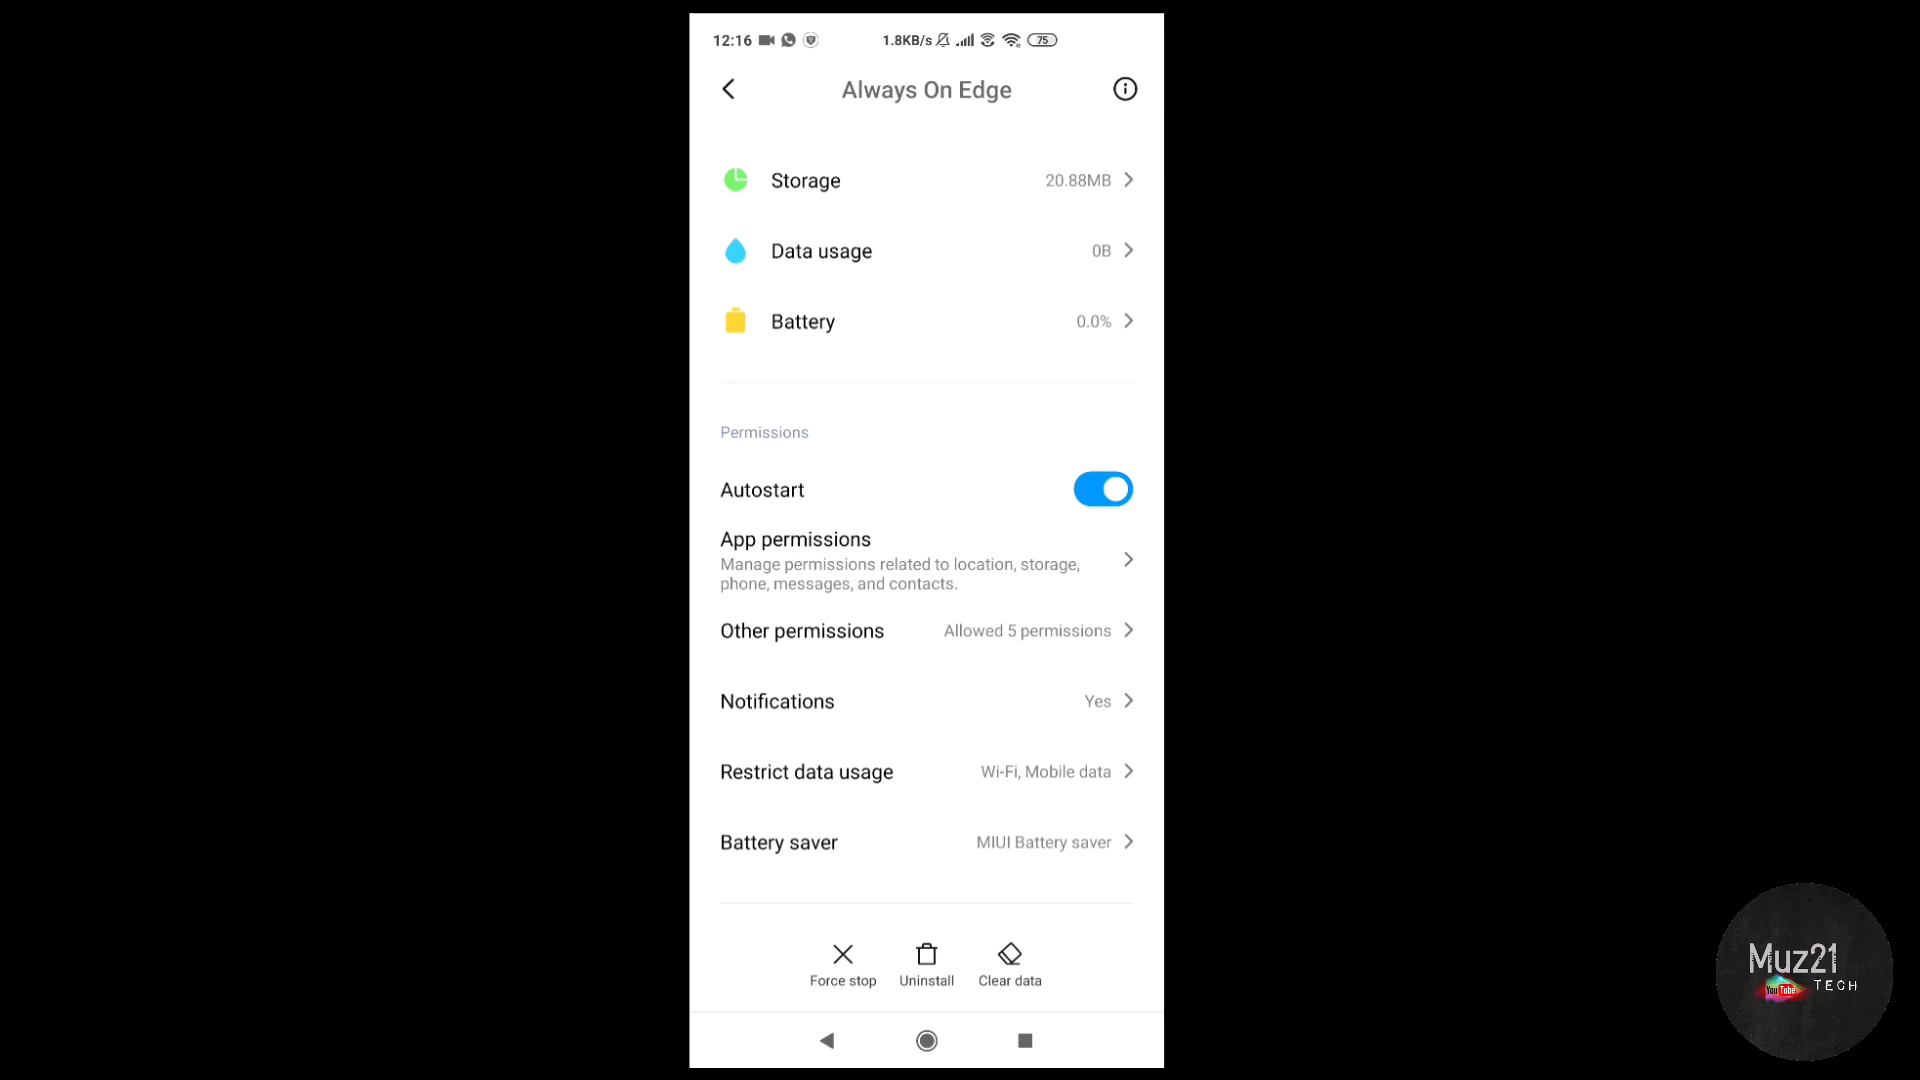 12:16 1.8KB/s 75
Always On Edge
Storage 20.88MB
Data usage 0B
Battery 0.0%
Permissions
Autostart
App permissions
Manage permissions related to location, storage,
phone, messages, and contacts.
Other permissions Allowed 5 permissions
Notifications Yes
Restrict data usage Wi-Fi, Mobile data
Battery saver MIUI Battery saver
Force stop Uninstall Clear data
Muz21
YouTube TECH